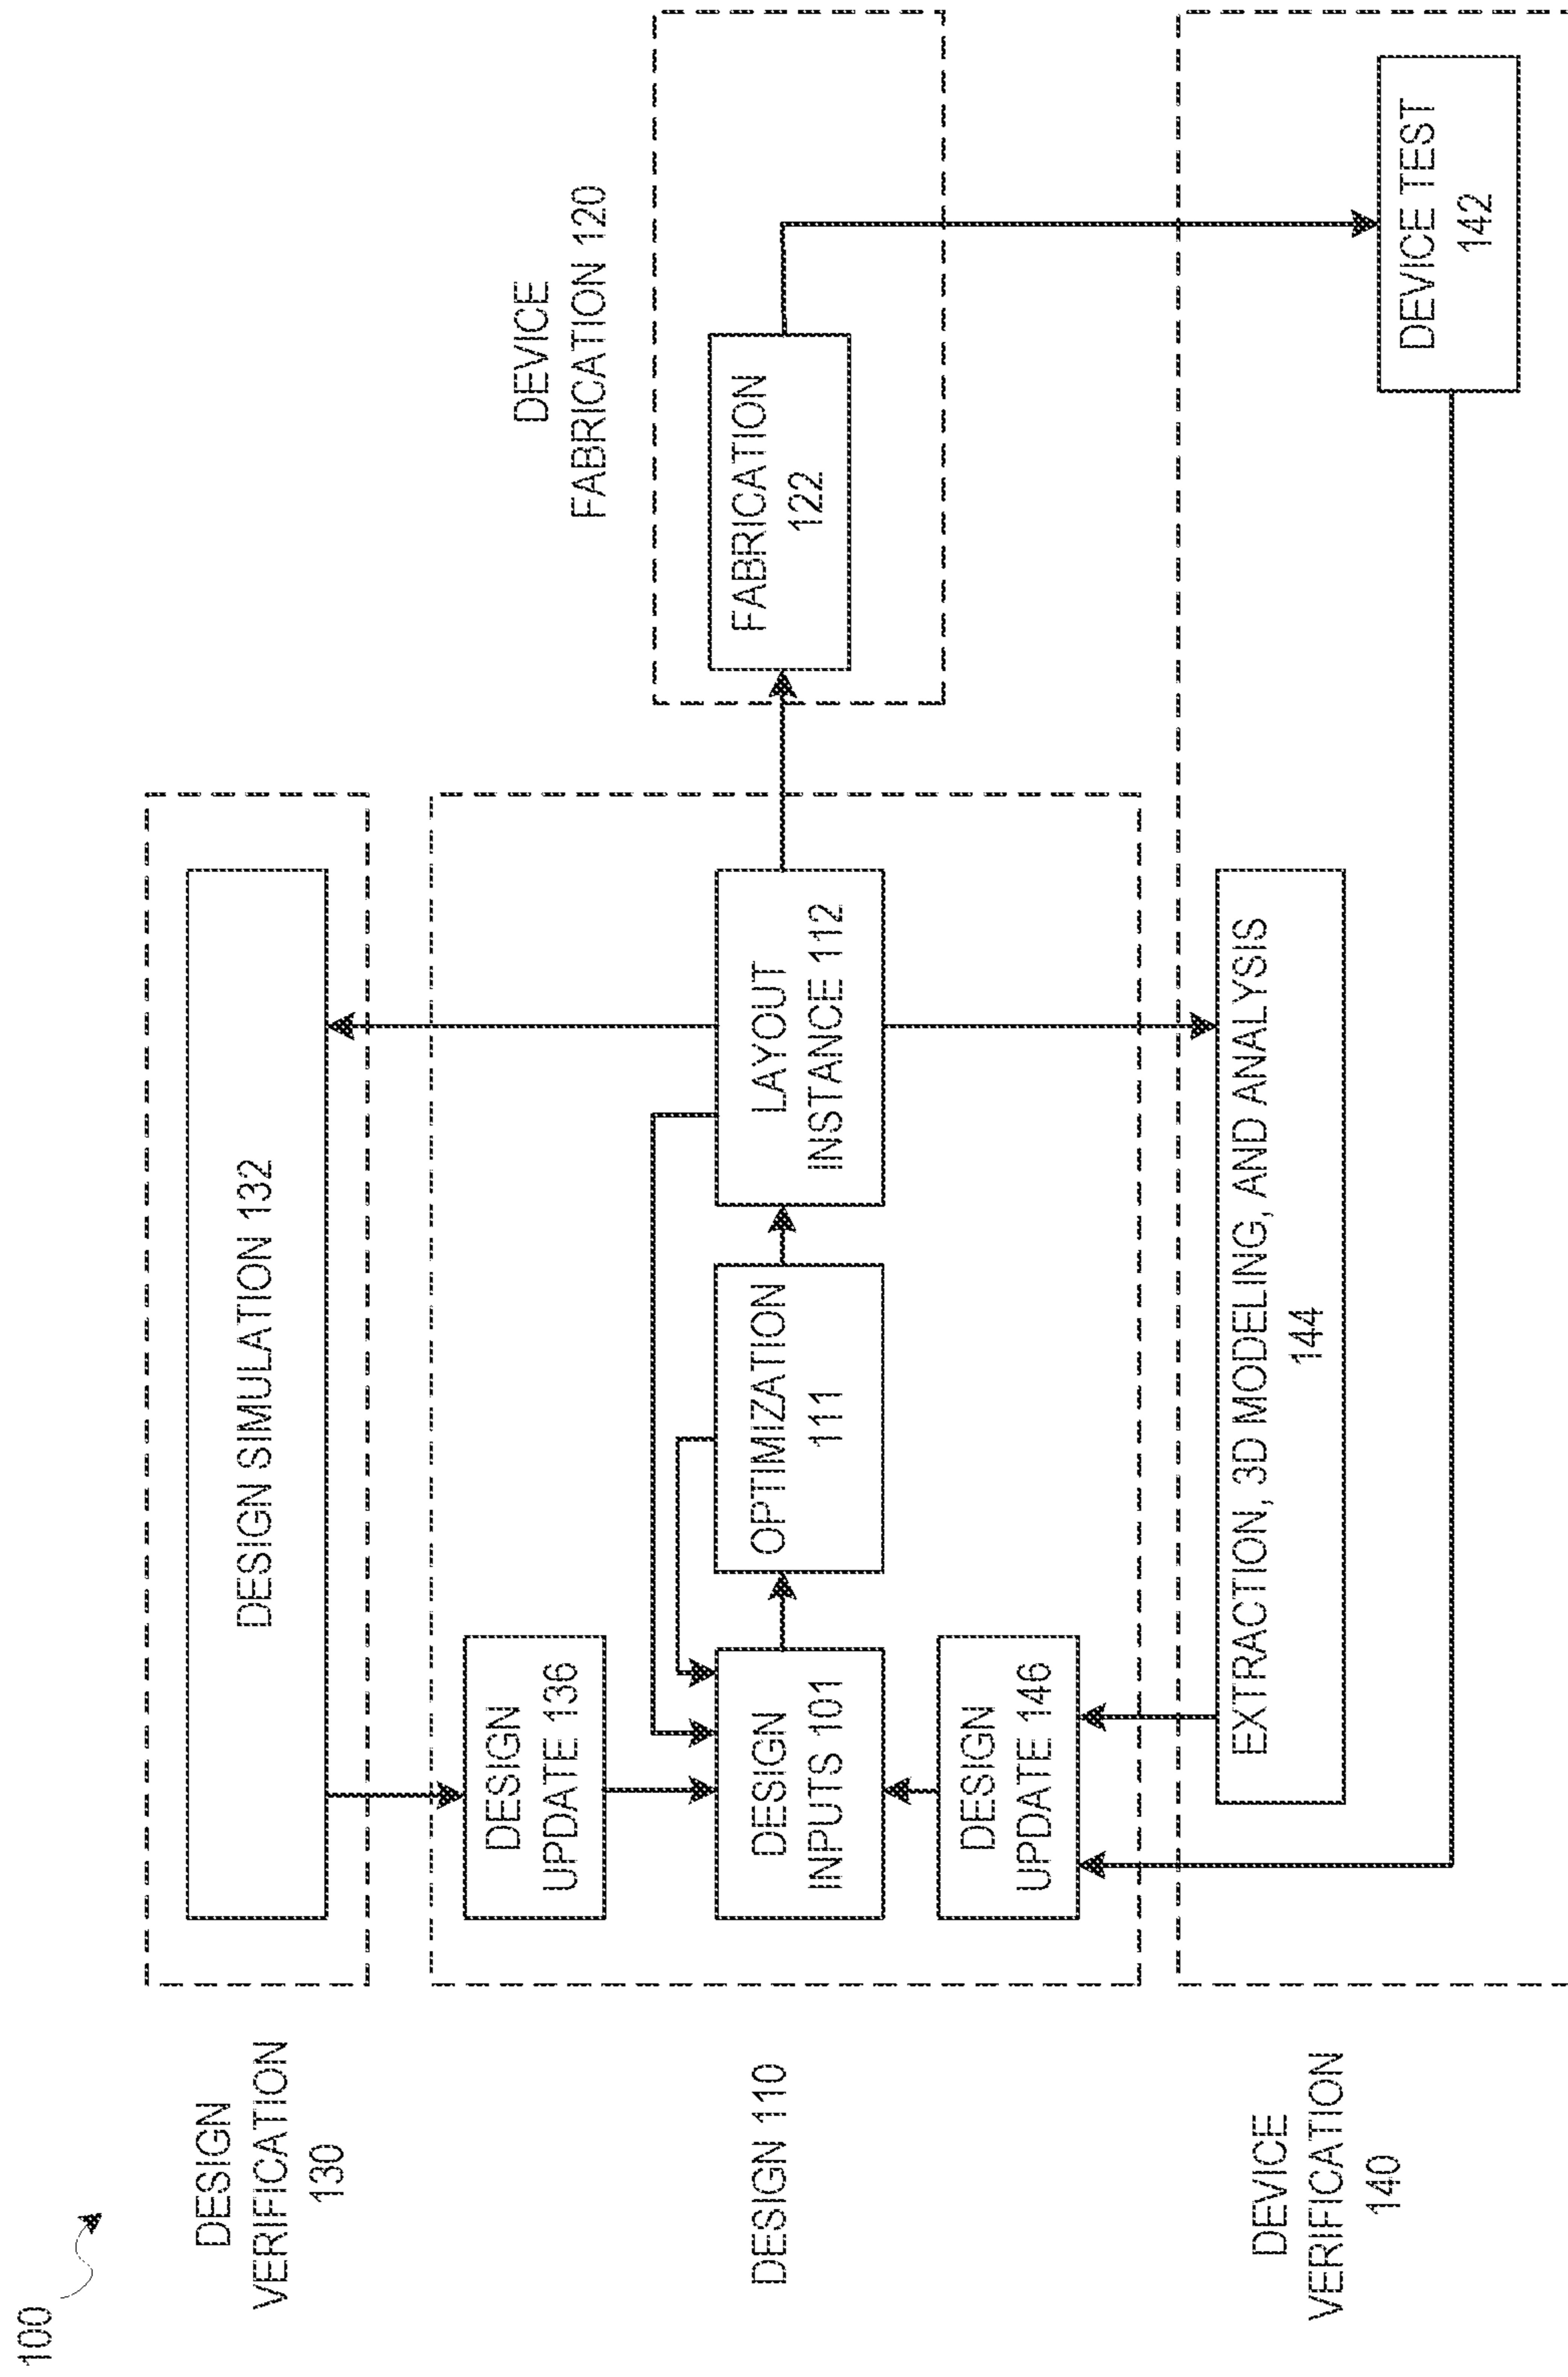 100
DESIGN
VERIFICATION
130
DESIGN SIMULATION 132
DEVICE
FABRICATION 120
DESIGN 110
DESIGN
UPDATE 136
DESIGN
INPUTS 101
OPTIMIZATION
111
LAYOUT
INSTANCE 112
FABRICATION
122
DESIGN
UPDATE 146
DEVICE
VERIFICATION
140
EXTRACTION, 3D MODELING, AND ANALYSIS
144
DEVICE TEST
142